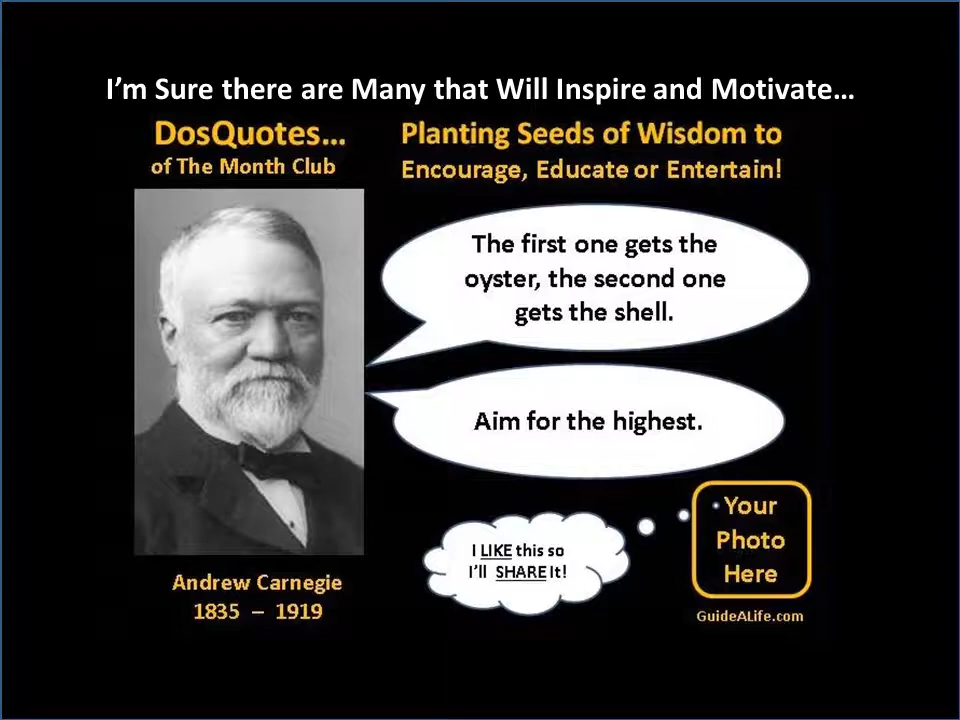 I’m Sure there are Many that Will Inspire and Motivate…
DosQuotes…
of The Month Club
Planting Seeds of Wisdom to
Encourage, Educate or Entertain!
The first one gets the
oyster, the second one
gets the shell.
Aim for the highest.
I LIKE this so
I’ll SHARE It!
Your
Photo
Here
GuideALife.com
Andrew Carnegie
1835 – 1919